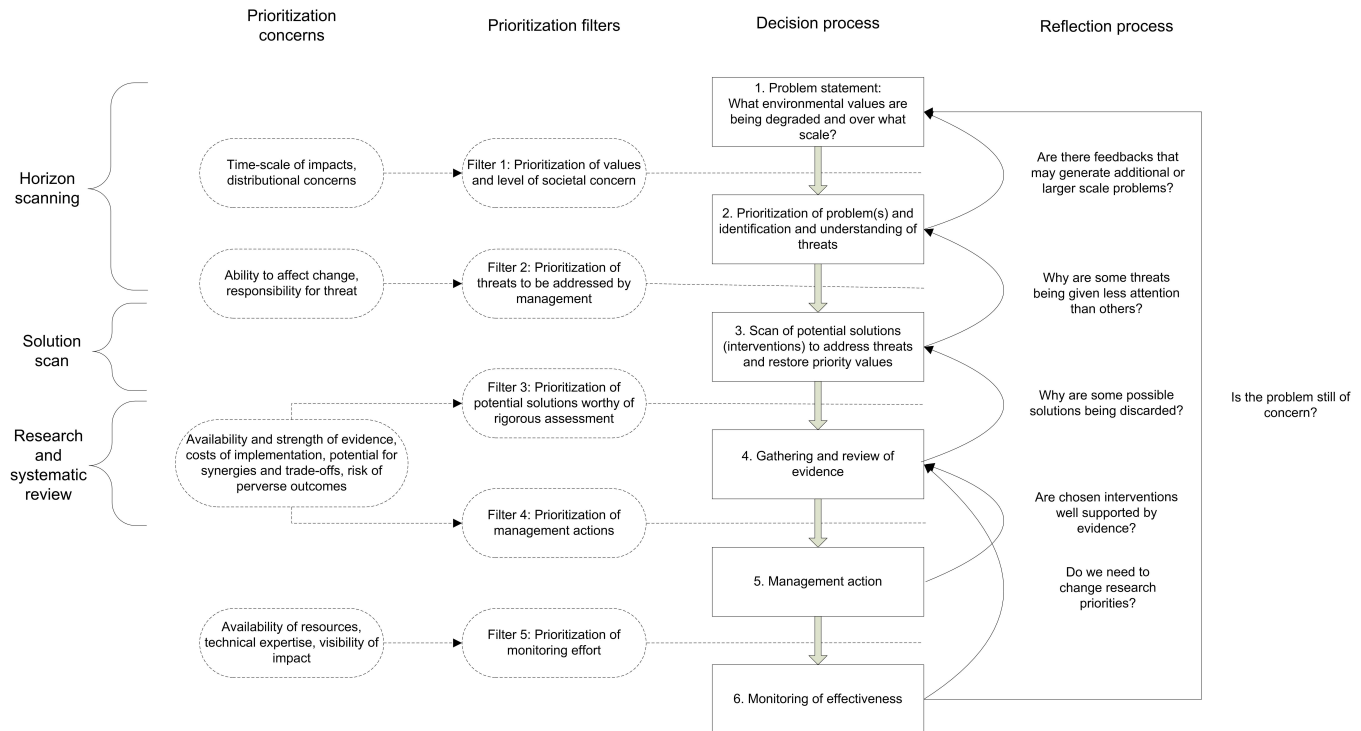 Prioritization
concerns
Prioritization filters
Decision process
Reflection process
Horizon
scanning
Solution
scan
Research
and
systematic
review
Time-scale of impacts,
distributional concerns
Ability to affect change,
responsibility for threat
Availability and strength of evidence,
costs of implementation, potential for
synergies and trade-offs, risk of
perverse outcomes
Availability of resources,
technical expertise, visibility of
impact
Filter 1: Prioritization of values
and level of societal concern
Filter 2: Prioritization of
threats to be addressed by
management
Filter 3: Prioritization of
potential solutions worthy of
rigorous assessment
Filter 4: Prioritization of
management actions
Filter 5: Prioritization of
monitoring effort
1. Problem statement:
What environmental values are
being degraded and over what
scale?
2. Prioritization of problem(s) and
identification and understanding of
threats
3. Scan of potential solutions
(interventions) to address threats
and restore priority values
4. Gathering and review of
evidence
5. Management action
6. Monitoring of effectiveness
Are there feedbacks that
may generate additional or
larger scale problems?
Why are some threats
being given less attention
than others?
Why are some possible
solutions being discarded?
Are chosen interventions
well supported by
evidence?
Do we need to
change research
priorities?
Is the problem still of
concern?